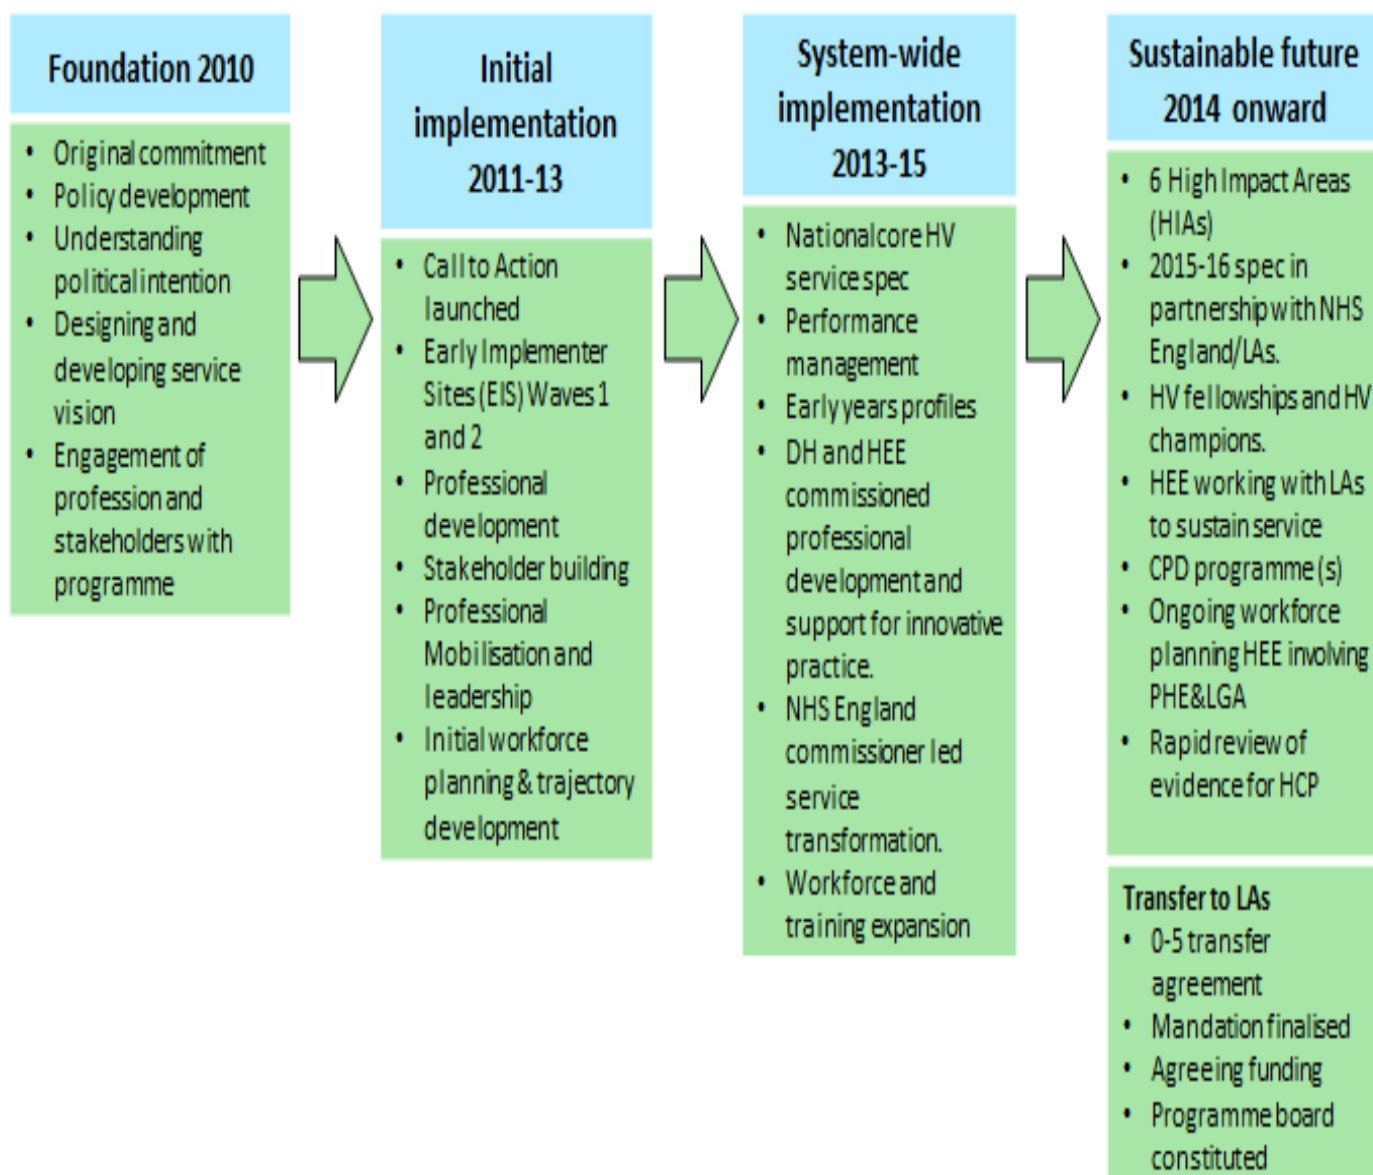 Foundation 2010
• Original commitment
• Policy development
• Understanding
political intention
• Designing and
developing service
vision
• Engagement of
profession and
stakeholders with
programme
Initial
implementation
2011-13
• Call to Action
launched
• Early Implementer
Sites (EIS) Waves 1
and 2
• Professional
development
• Stakeholder building
• Professional
Mobilisation and
leadership
• Initial workforce
planning & trajectory
development
System-wide
implementation
2013-15
• National core HV
service spec
• Performance
management
• Early years profiles
• DH and HEE
commissioned
professional
development and
support for innovative
practice.
• NHS England
commissioner led
service
transformation.
• Workforce and
training expansion
Sustainable future
2014 onward
• 6 High Impact Areas
(HIAs)
• 2015-16 spec in
partnership with NHS
England/LAs.
• HV fellowships and HV
champions.
• HEE working with LAs
to sustain service
• CPD programme (s)
• Ongoing workforce
planning HEE involving
PHE&LGA
• Rapid review of
evidence for HCP
Transfer to LAs
• 0-5 transfer
agreement
• Mandation finalised
• Agreeing funding
• Programme board
constituted